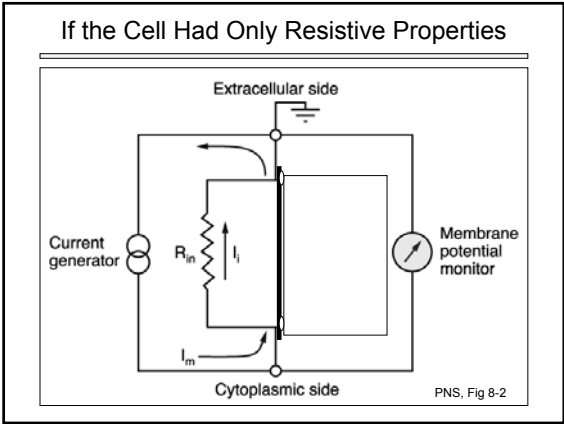 If the Cell Had Only Resistive Properties
Extracellular side
Current
generator
Rin
Ii
Membrane
potential
monitor
Im
Cytoplasmic side
PNS, Fig 8-2